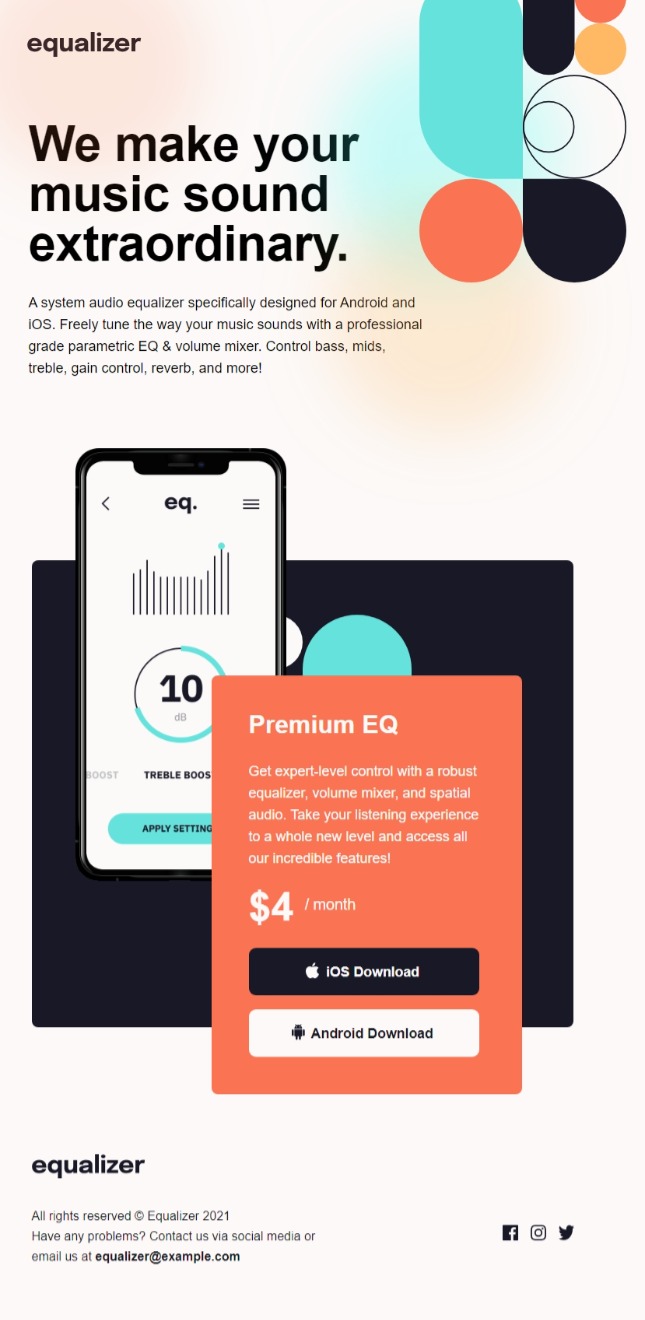 equalizer
We make your
music sound
extraordinary.
A system audio equalizer specifically designed for Android and
iOS. Freely tune the way your music sounds with a professional
grade parametric EQ & volume mixer. Control bass, mids,
treble, gain control, reverb, and more!
eq.
10
dB
BOOST TREBLE BOOS
APPLY SETTING
Premium EQ
Get expert-level control with a robust
equalizer, volume mixer, and spatial
audio. Take your listening experience
to a whole new level and access all
our incredible features!
$4 / month
iOS Download
Android Download
equalizer
All rights reserved © Equalizer 2021
Have any problems? Contact us via social media or
email us at equalizer@example.com